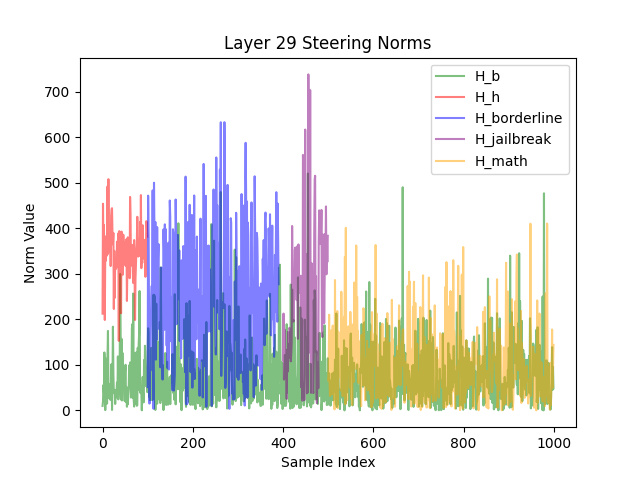 Layer 29 Steering Norms
Norm Value
700
600
500
400
300
200
100
0
H_b
H_h
H_borderline
H_jailbreak
H_math
0
200
400
600
800
1000
Sample Index